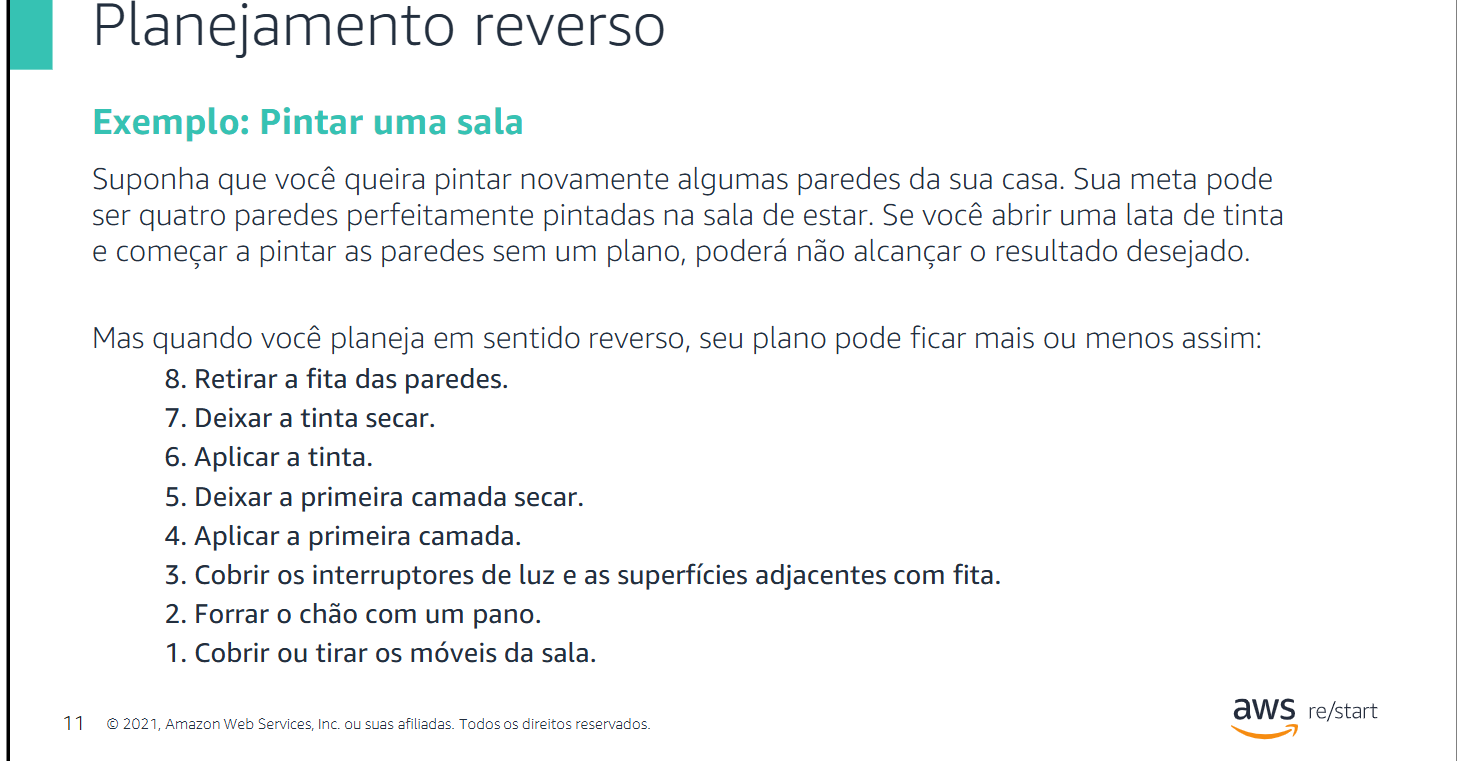 Planejamento reverso
Exemplo: Pintar uma sala
Suponha que você queira pintar novamente algumas paredes da sua casa. Sua meta pode
ser quatro paredes perfeitamente pintadas na sala de estar. Se você abrir uma lata de tinta
e começar a pintar as paredes sem um plano, poderá não alcançar o resultado desejado.
Mas quando você planeja em sentido reverso, seu plano pode ficar mais ou menos assim:
8. Retirar a fita das paredes.
7. Deixar a tinta secar.
6. Aplicar a tinta.
5. Deixar a primeira camada secar.
4. Aplicar a primeira camada.
3. Cobrir os interruptores de luz e as superfícies adjacentes com fita.
2. Forrar o chão com um pano.
1. Cobrir ou tirar os móveis da sala.
11 © 2021, Amazon Web Services, Inc. ou suas afiliadas. Todos os direitos reservados.
aws re/start